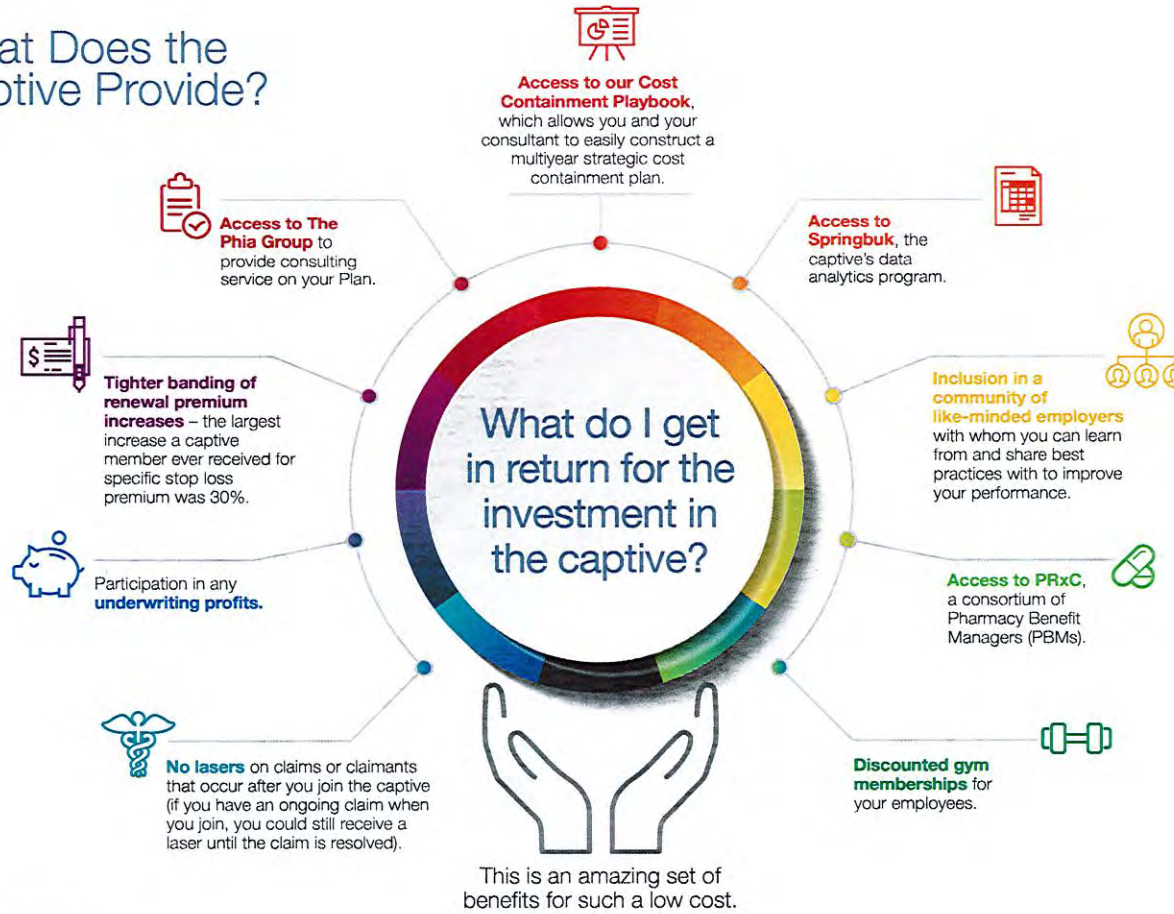 at Does the
ptive Provide?
Access to our Cost
Containment Playbook,
which allows you and your
consultant to easily construct a
multiyear strategic cost
containment plan.
Access to The
Phia Group to
provide consulting
service on your Plan.
Access to
Springbuk, the
captive's data
analytics program.
$
Tighter banding of
renewal premium
increases – the largest
increase a captive
member ever received for
specific stop loss
premium was 30%.
Inclusion in a
community of
like-minded employers
with whom you can learn
from and share best
practices with to improve
your performance.
What do I get
in return for the
investment in
the captive?
Participation in any
underwriting profits.
Access to PRxC,
a consortium of
Pharmacy Benefit
Managers (PBMs).
No lasers on claims or claimants
that occur after you join the captive
(if you have an ongoing claim when
you join, you could still receive a
laser until the claim is resolved).
Discounted gym
memberships for
your employees.
This is an amazing set of
benefits for such a low cost.